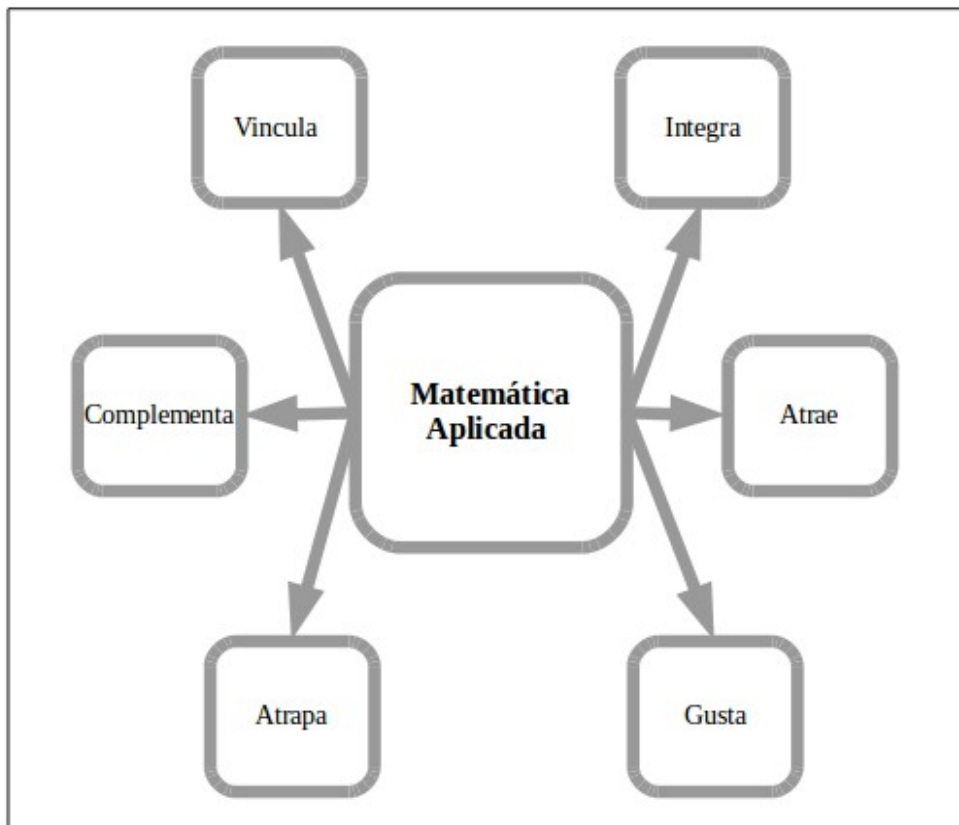 Vincula
Integra
Matemática
Aplicada
Complementa
Atrae
Atrapa
Gusta